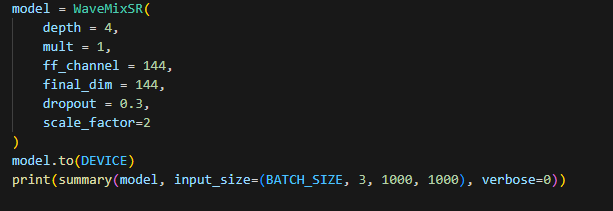 model = WaveMixSR(
    depth = 4,
    mult = 1,
    ff_channel = 144,
    final_dim = 144,
    dropout = 0.3,
    scale_factor=2
)
model.to(DEVICE)
print(summary(model, input_size=(BATCH_SIZE, 3, 1000, 1000), verbose=0))